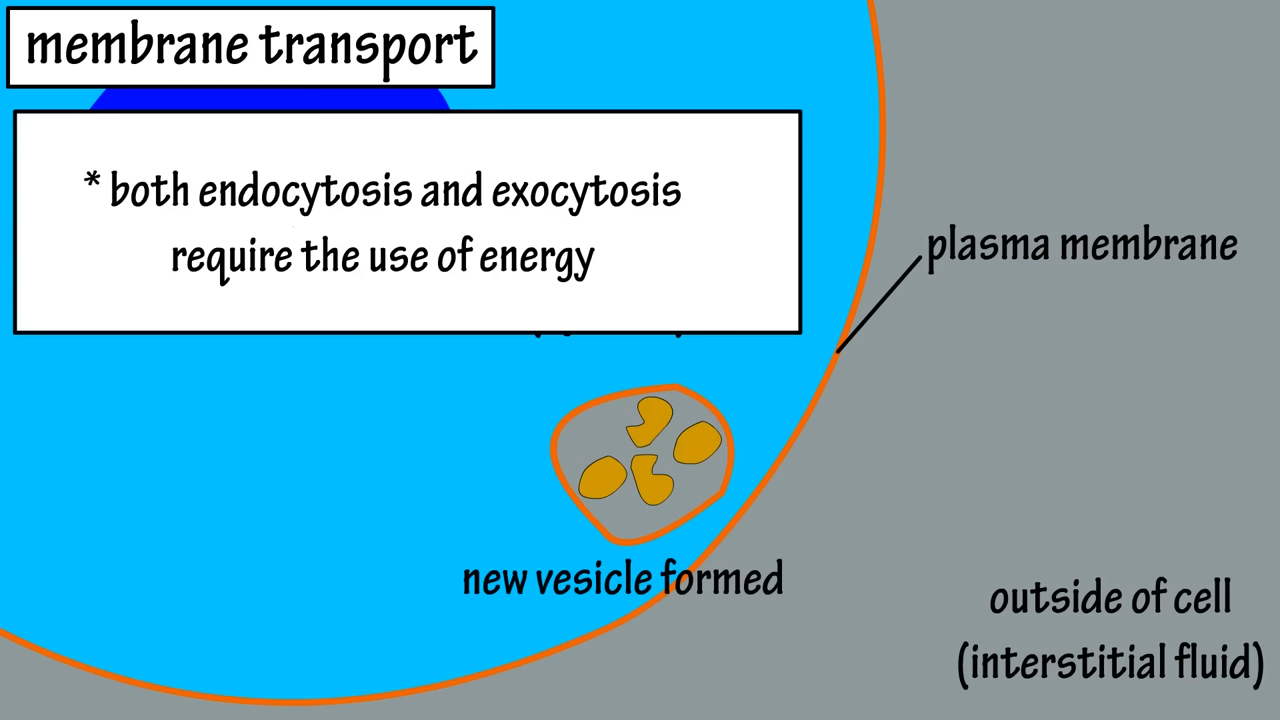 membrane transport
* both endocytosis and exocytosis
require the use of energy
plasma membrane
new vesicle formed
outside of cell
(interstitial fluid)